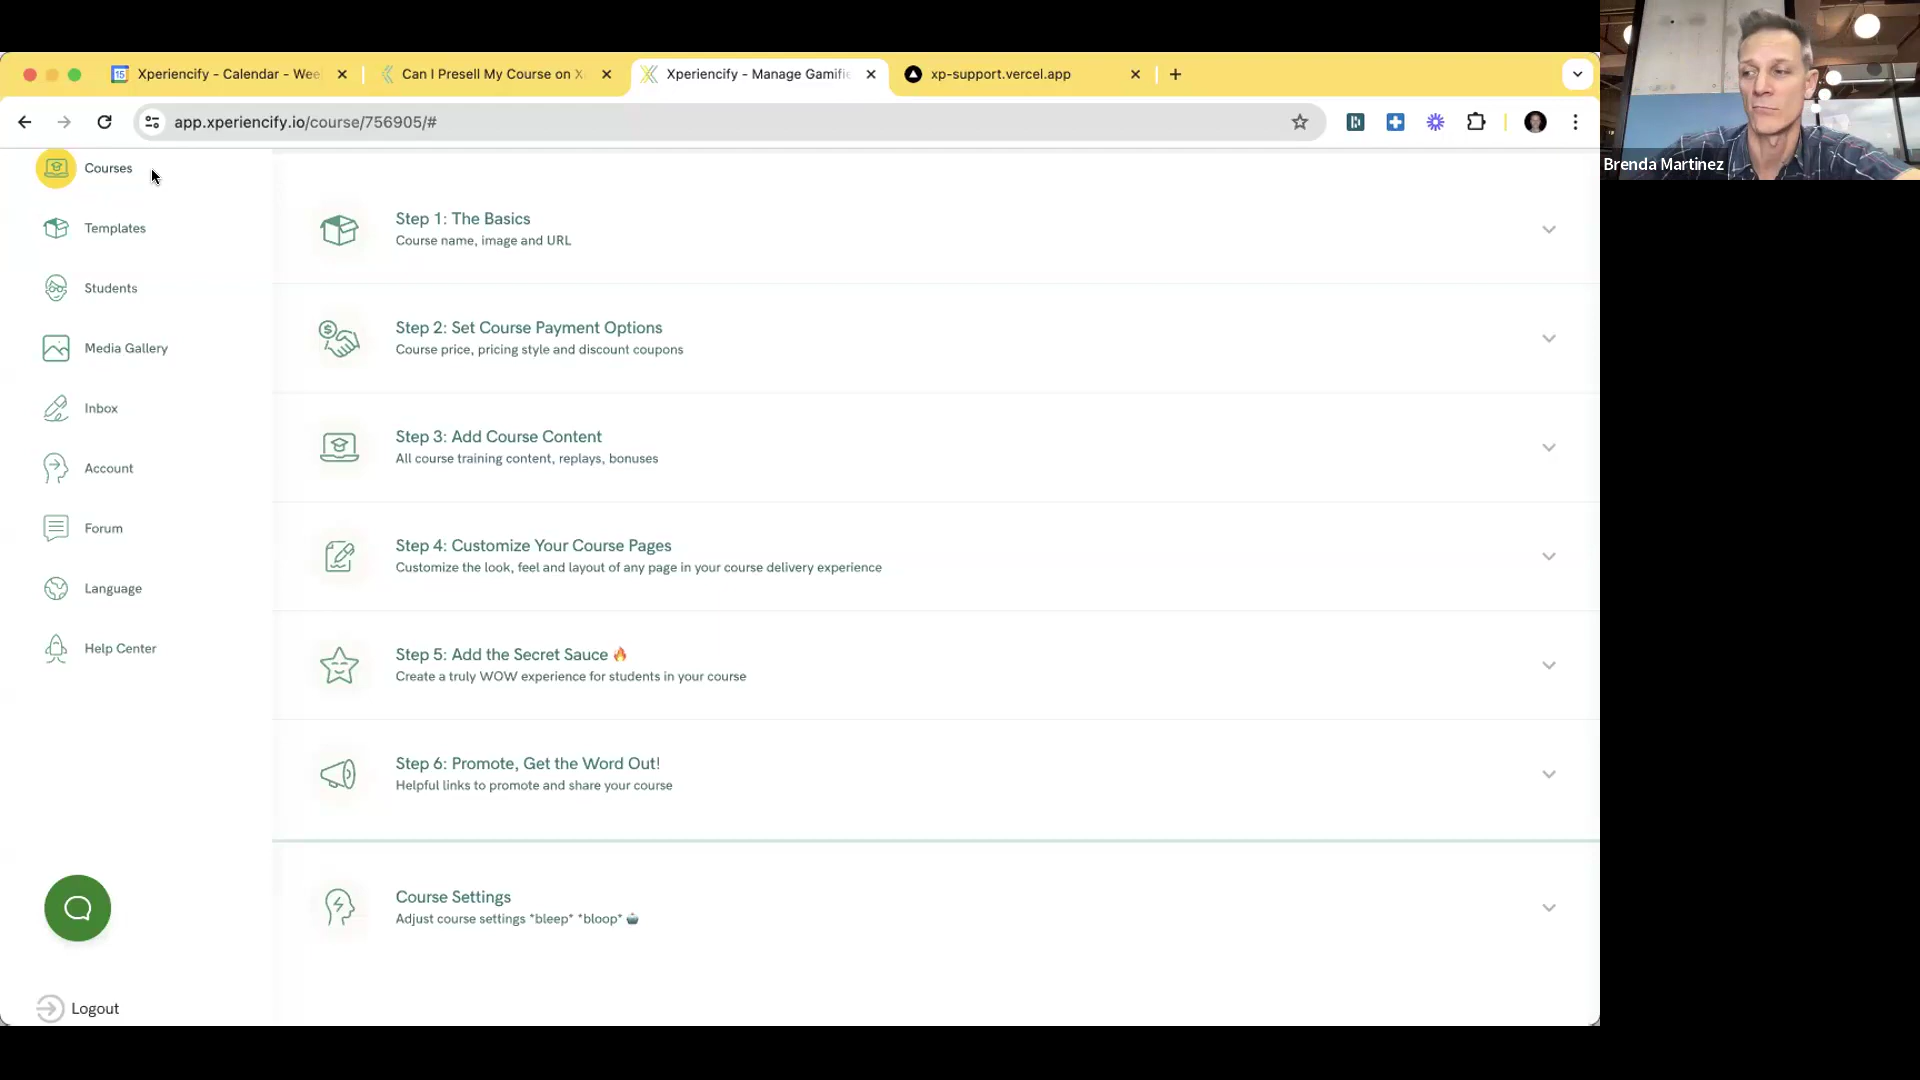 Xperiencify - Calendar - Wee
Can I Presell My Course on X
Xperiencify - Manage Gamifi
xp-support.vercel.app
app.xperiencify.io/course/756905/#
Brenda Martinez
Courses
Templates
Students
Media Gallery
Inbox
Account
Forum
Language
Help Center
Logout
Step 1: The Basics
Course name, image and URL
Step 2: Set Course Payment Options
Course price, pricing style and discount coupons
Step 3: Add Course Content
All course training content, replays, bonuses
Step 4: Customize Your Course Pages
Customize the look, feel and layout of any page in your course delivery experience
Step 5: Add the Secret Sauce 🔥
Create a truly WOW experience for students in your course
Step 6: Promote, Get the Word Out!
Helpful links to promote and share your course
Course Settings
Adjust course settings *bleep* *bloop* 🤖